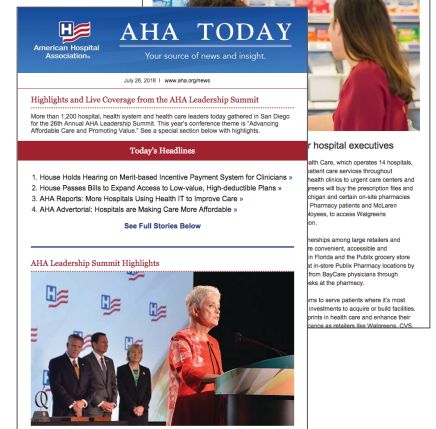 American Hospital
Association®
AHA TODAY
Your source of news and insight.
July 26, 2018 | www.aha.org/news
Highlights and Live Coverage from the AHA Leadership Summit
More than 1,200 hospital, health system and health care leaders today gathered in San Diego
for the 26th Annual AHA Leadership Summit. This year's conference theme is "Advancing
Affordable Care and Promoting Value." See a special section below with highlights.
Today's Headlines
1. House Holds Hearing on Merit-based Incentive Payment System for Clinicians »
2. House Passes Bills to Expand Access to Low-value, High-deductible Plans »
3. AHA Reports: More Hospitals Using Health IT to Improve Care »
4. AHA Advertorial: Hospitals are Making Care More Affordable »
See Full Stories Below
AHA Leadership Summit Highlights
r hospital executives
alth Care, which operates 14 hospitals,
patient care services throughout
health clinics to urgent care centers and
reens will buy the prescription files and
chigan and certain on-site pharmacies
Pharmacy patients and McLaren
loyees, to access Walgreens
on.
nerships among large retailers and
re convenient, accessible and
in Florida and the Publix grocery store
at in-store Publix Pharmacy locations by
from BayCare physicians through
sks at the pharmacy.
ms to serve patients where it's most
investments to acquire or build facilities.
prints in health care and enhance their
cance as retailers like Walgreens, CVS,